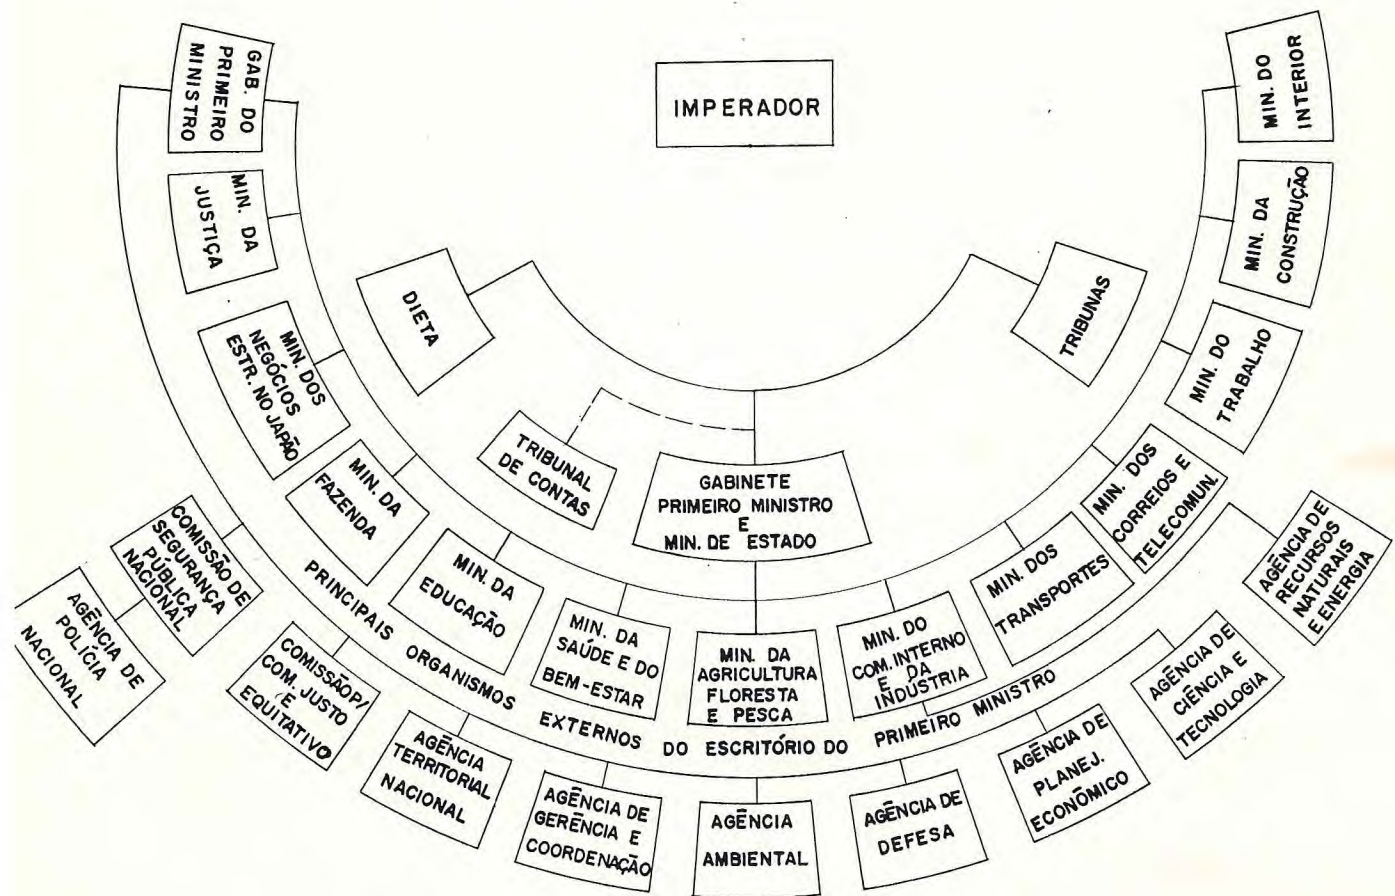 IMPERADOR
GAB. DO
PRIMEIRO
MINISTRO
MIN. DA
JUSTIÇA
MIN. DOS
NEGÓCIOS
ESTR. NO JAPÃO
MIN. DA
FAZENDA
MIN. DA
EDUCAÇÃO
MIN. DA
SAÚDE E DO
BEM-ESTAR
MIN. DA
AGRICULTURA
FLORESTA
E PESCA
MIN. DO
COM. INTERNO
E DA
INDÚSTRIA
MIN. DOS
TRANSPORTES
MIN. DOS
CORREIOS E
TELECOMUN.
MIN. DO
TRABALHO
MIN. DA
CONSTRUÇÃO
MIN. DO
INTERIOR
DIETA
TRIBUNAS
TRIBUNAL
DE CONTAS
GABINETE
PRIMEIRO MINISTRO
E
MIN. DE ESTADO
PRINCIPAIS ORGANISMOS EXTERNOS DO ESCRITÓRIO DO PRIMEIRO MINISTRO
COMISSÃO DE
SEGURANÇA
PÚBLICA
NACIONAL
AGÊNCIA DE
POLÍCIA
NACIONAL
COMISSÃO P/
COM. JUSTO
E
EQUITATIVO
AGÊNCIA
TERRITORIAL
NACIONAL
AGÊNCIA DE
GERÊNCIA E
COORDENAÇÃO
AGÊNCIA
AMBIENTAL
AGÊNCIA DE
DEFESA
AGÊNCIA DE
PLANEJ.
ECONÔMICO
AGÊNCIA DE
CIÊNCIA E
TECNOLOGIA
AGÊNCIA DE
RECURSOS
NATURAIS
E ENERGIA